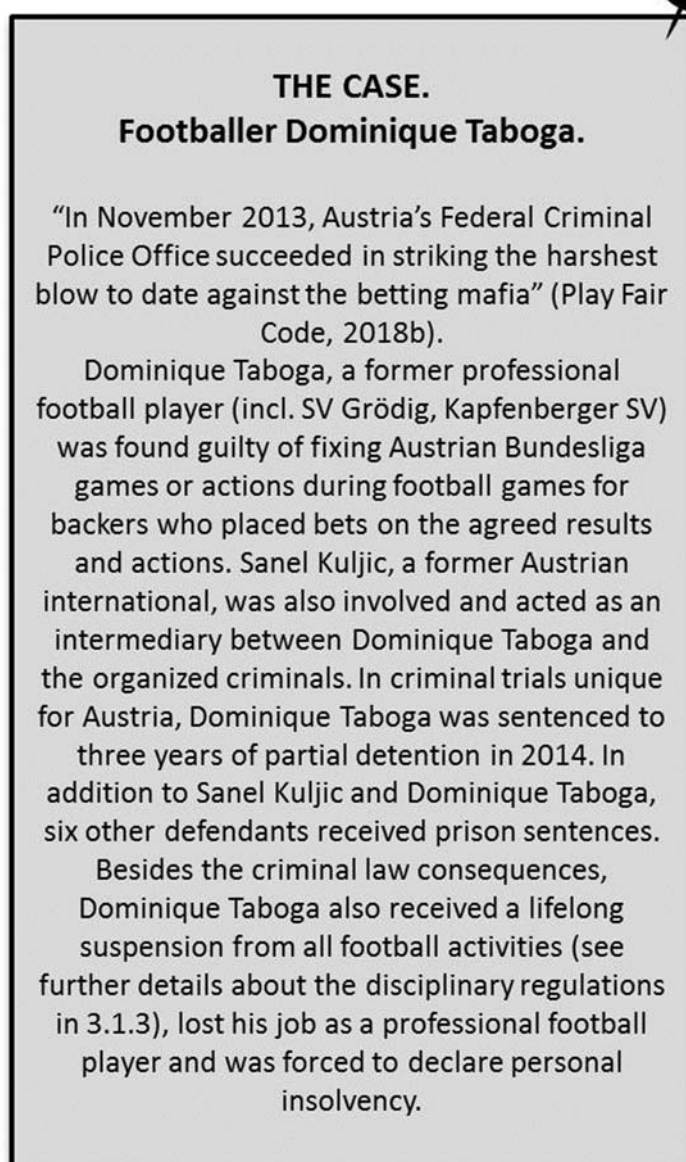 THE CASE.
Footballer Dominique Taboga.
“In November 2013, Austria’s Federal Criminal
Police Office succeeded in striking the harshest
blow to date against the betting mafia” (Play Fair
Code, 2018b).
Dominique Taboga, a former professional
football player (incl. SV Grödig, Kapfenberger SV)
was found guilty of fixing Austrian Bundesliga
games or actions during football games for
backers who placed bets on the agreed results
and actions. Sanel Kuljic, a former Austrian
international, was also involved and acted as an
intermediary between Dominique Taboga and
the organized criminals. In criminal trials unique
for Austria, Dominique Taboga was sentenced to
three years of partial detention in 2014. In
addition to Sanel Kuljic and Dominique Taboga,
six other defendants received prison sentences.
Besides the criminal law consequences,
Dominique Taboga also received a lifelong
suspension from all football activities (see
further details about the disciplinary regulations
in 3.1.3), lost his job as a professional football
player and was forced to declare personal
insolvency.